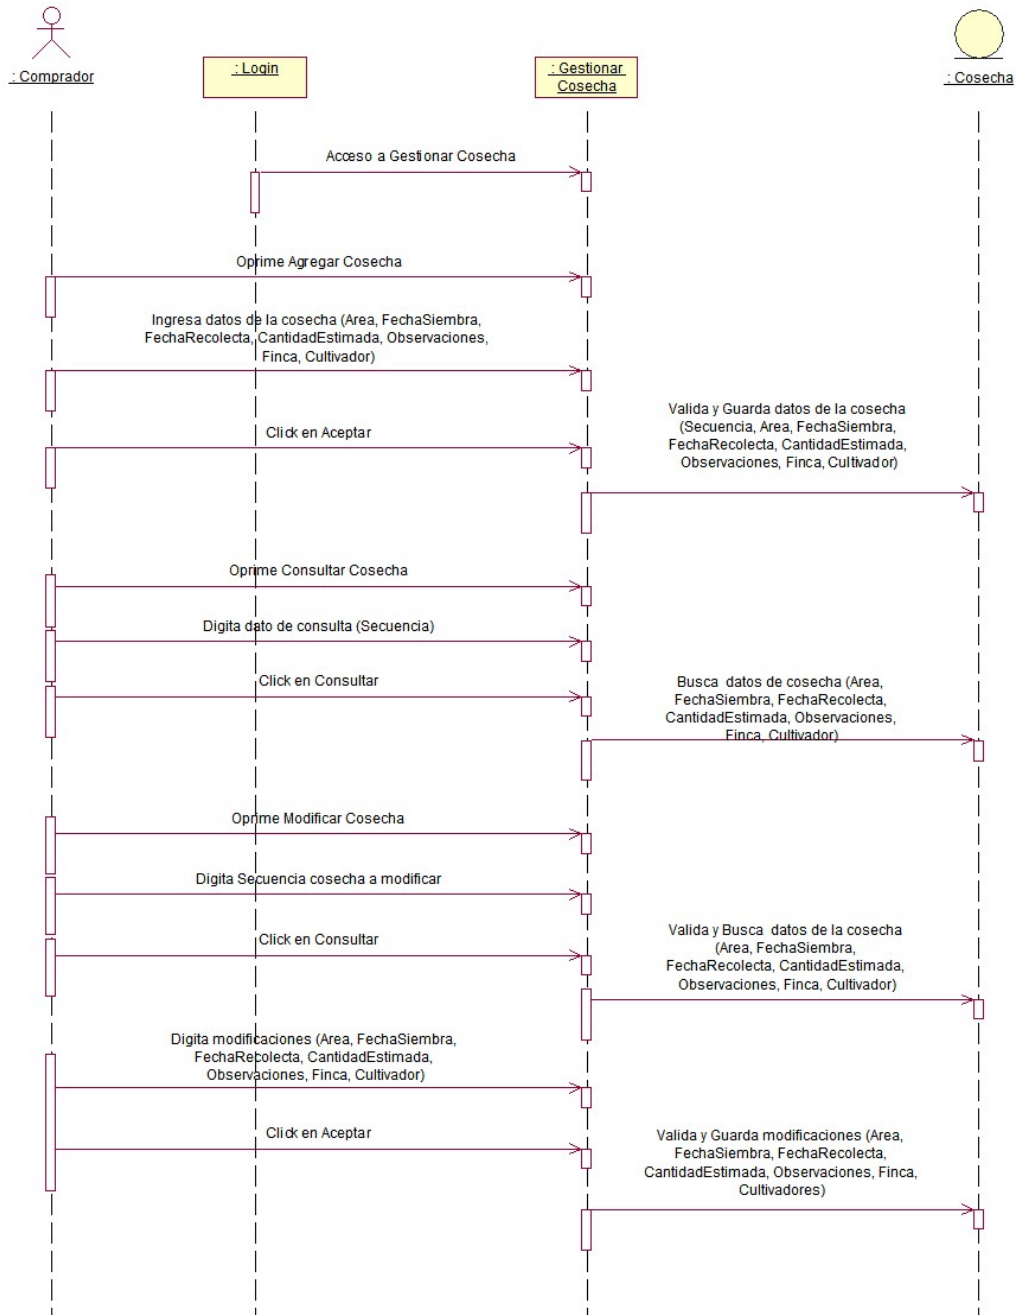 : Comprador
: Login
: Gestionar
Cosecha
: Cosecha
Acceso a Gestionar Cosecha
Oprime Agregar Cosecha
Ingresa datos de la cosecha (Area, FechaSiembra,
FechaRecolecta, CantidadEstimada, Observaciones,
Finca, Cultivador)
Click en Aceptar
Valida y Guarda datos de la cosecha
(Secuencia, Area, FechaSiembra,
FechaRecolecta, CantidadEstimada,
Observaciones, Finca, Cultivador)
Oprime Consultar Cosecha
Digita dato de consulta (Secuencia)
Click en Consultar
Busca datos de cosecha (Area,
FechaSiembra, FechaRecolecta,
CantidadEstimada, Observaciones,
Finca, Cultivador)
Oprime Modificar Cosecha
Digita Secuencia cosecha a modificar
Click en Consultar
Valida y Busca datos de la cosecha
(Area, FechaSiembra,
FechaRecolecta, CantidadEstimada,
Observaciones, Finca, Cultivador)
Digita modificaciones (Area, FechaSiembra,
FechaRecolecta, CantidadEstimada,
Observaciones, Finca, Cultivador)
Click en Aceptar
Valida y Guarda modificaciones (Area,
FechaSiembra, FechaRecolecta,
CantidadEstimada, Observaciones, Finca,
Cultivadores)